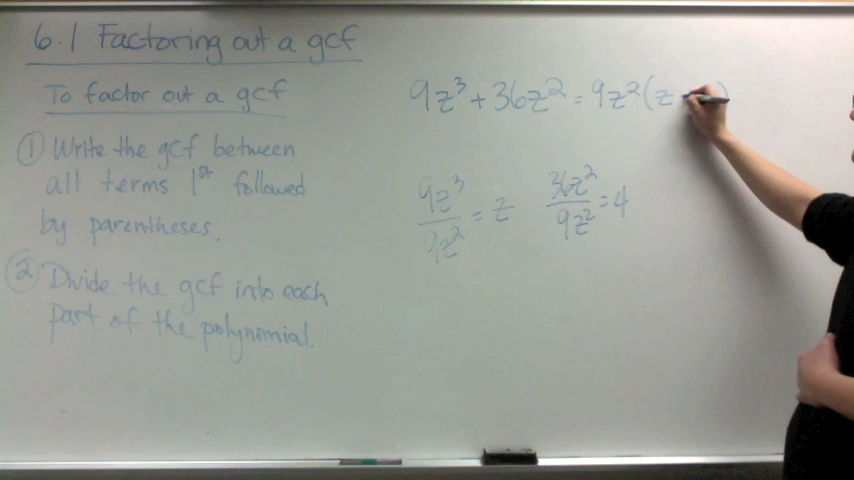 6.1 Factoring out a gcf
To factor out a gcf
① Write the gcf between
all terms 1st followed
by parentheses.
② Divide the gcf into each
part of the polynomial.
9z³ + 36z² = 9z²(z )
9z³/9z² = z 36z²/9z² = 4